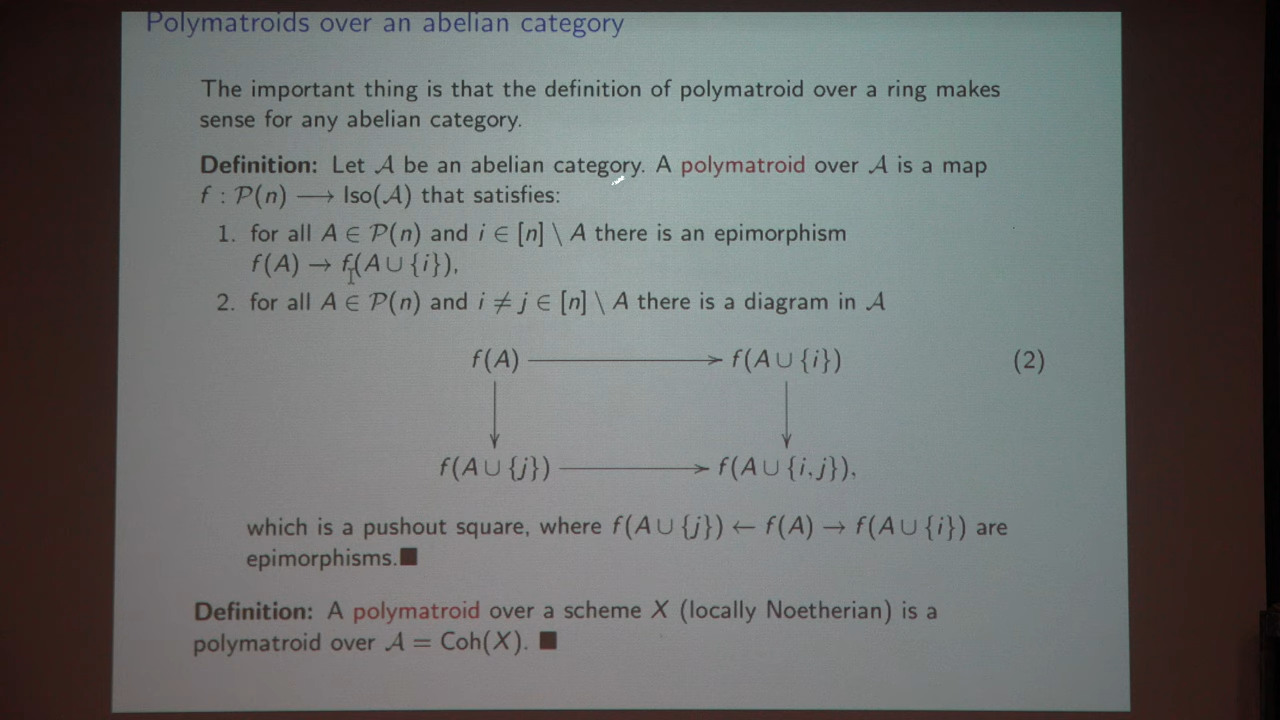 Polymatroids over an abelian category
The important thing is that the definition of polymatroid over a ring makes
sense for any abelian category.
Definition: Let 𝒜 be an abelian category. A polymatroid over 𝒜 is a map
f : 𝒫(n) ⟶ Iso(𝒜) that satisfies:
1. for all A ∈ 𝒫(n) and i ∈ [n] \ A there is an epimorphism
f(A) → f(A ∪ {i}),
2. for all A ∈ 𝒫(n) and i ≠ j ∈ [n] \ A there is a diagram in 𝒜
f(A) ⟶ f(A ∪ {i}) (2)
f(A ∪ {j}) ⟶ f(A ∪ {i,j}),
which is a pushout square, where f(A ∪ {j}) ← f(A) → f(A ∪ {i}) are
epimorphisms.■
Definition: A polymatroid over a scheme X (locally Noetherian) is a
polymatroid over 𝒜 = Coh(X). ■